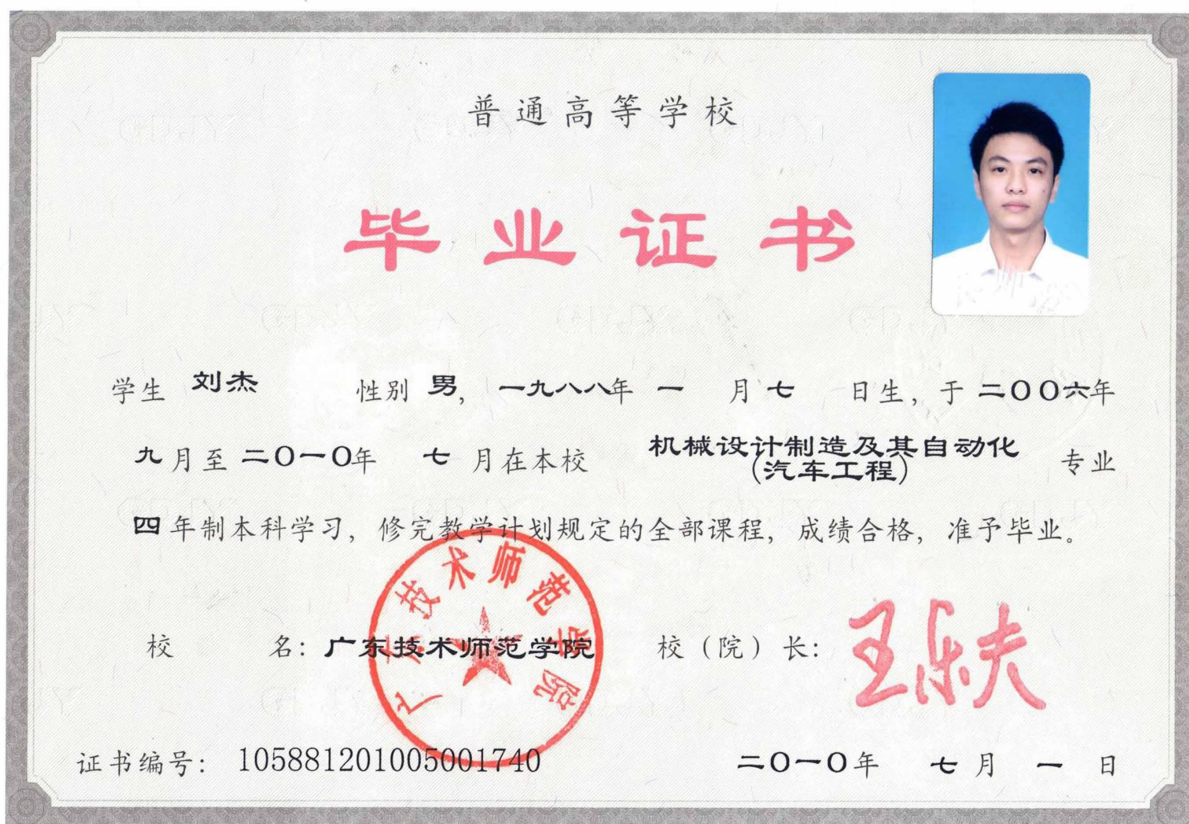 普通高等学校
毕业证书
学生 刘杰 性别 男，一九八八年 一 月 七 日生，于 二〇〇六年
九月至 二〇一〇年 七 月在本校 机械设计制造及其自动化（汽车工程） 专业
四年制本科学习，修完教学计划规定的全部课程，成绩合格，准予毕业。
广东技术师范学院
校 名：广东技术师范学院 校（院）长：王乐夫
证书编号：105881201005001740 二〇一〇年 七 月 一 日